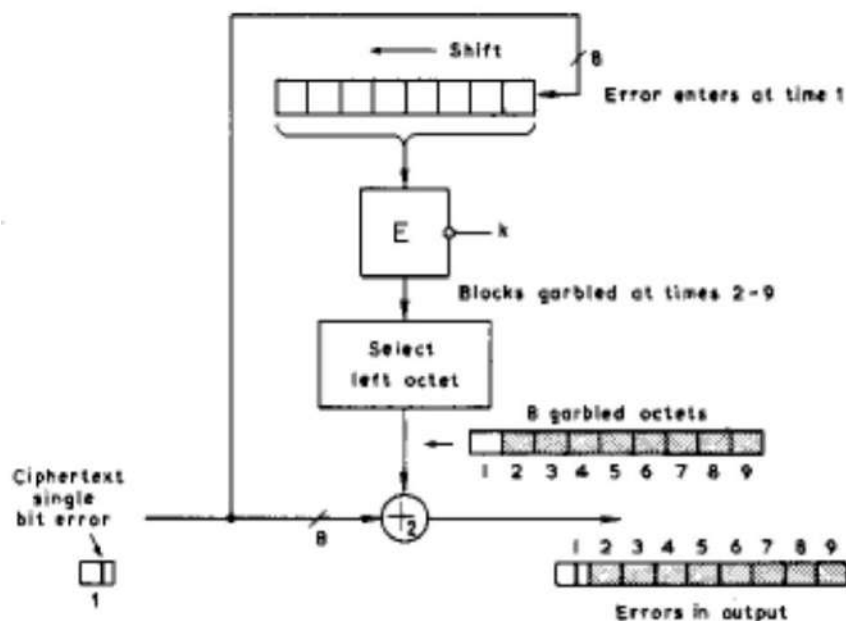 Shift
8
Error enters at time 1
E
k
Blocks garbled at times 2-9
Select
left octet
8 garbled octets
1 2 3 4 5 6 7 8 9
Ciphertext
single
bit error
8
2
1
1 2 3 4 5 6 7 8 9
Errors in output